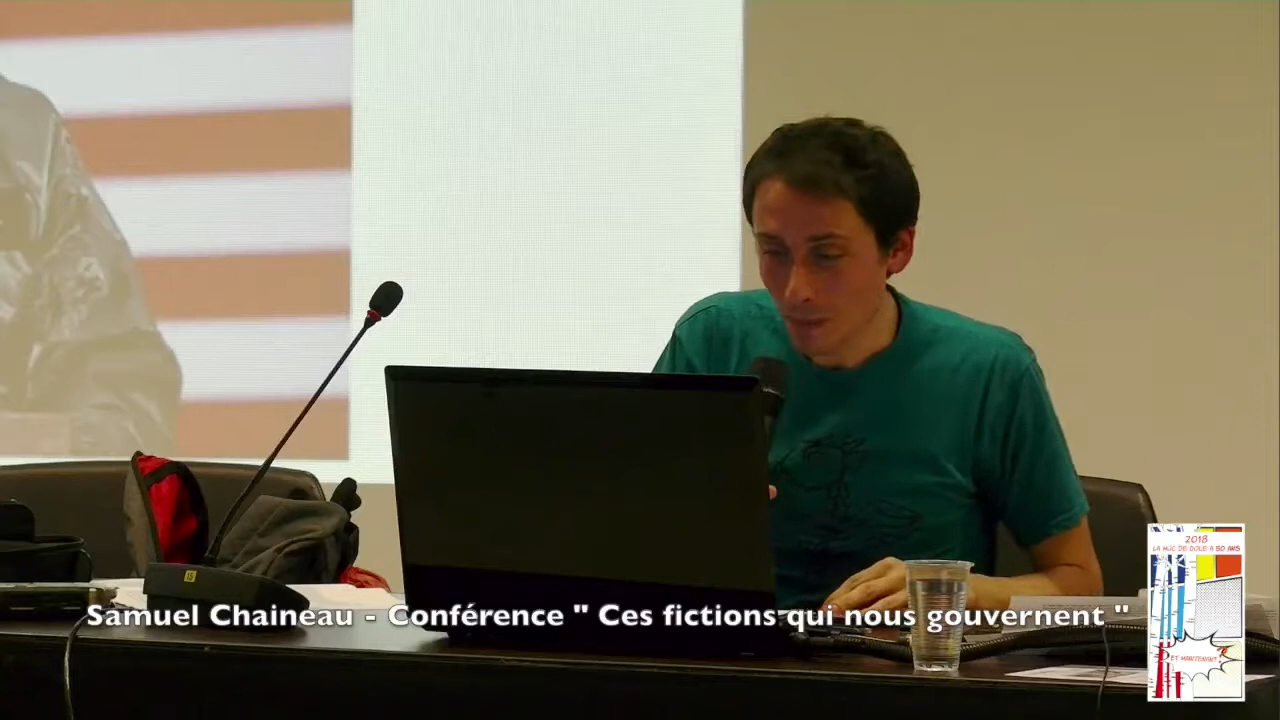 Samuel Chaineau - Conférence " Ces fictions qui nous gouvernent "
2018
LA MJC DE DOLE A 50 ANS
ET MAINTENANT ?